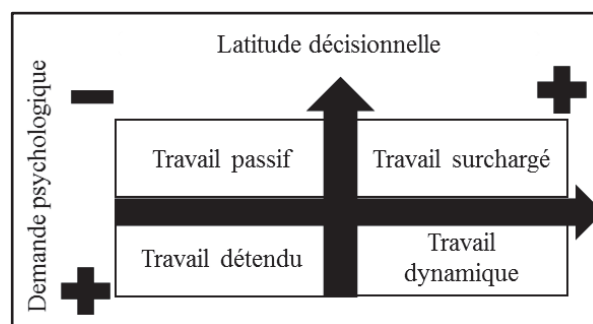 Latitude décisionnelle
Demande psychologique
Travail passif
Travail surchargé
Travail détendu
Travail
dynamique